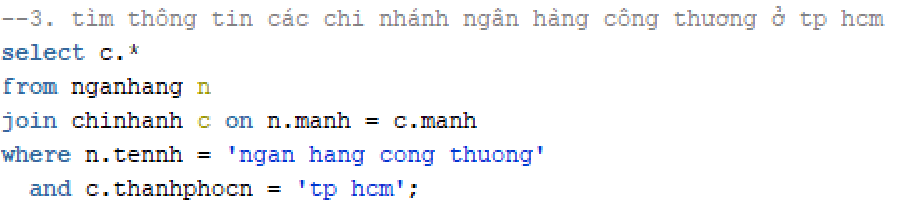 --3. tìm thông tin các chi nhánh ngân hàng công thương ở tp hcm
select c.*
from nganhang n
join chinhanh c on n.manh = c.manh
where n.tennh = 'ngan hang cong thuong'
  and c.thanhphocn = 'tp hcm';